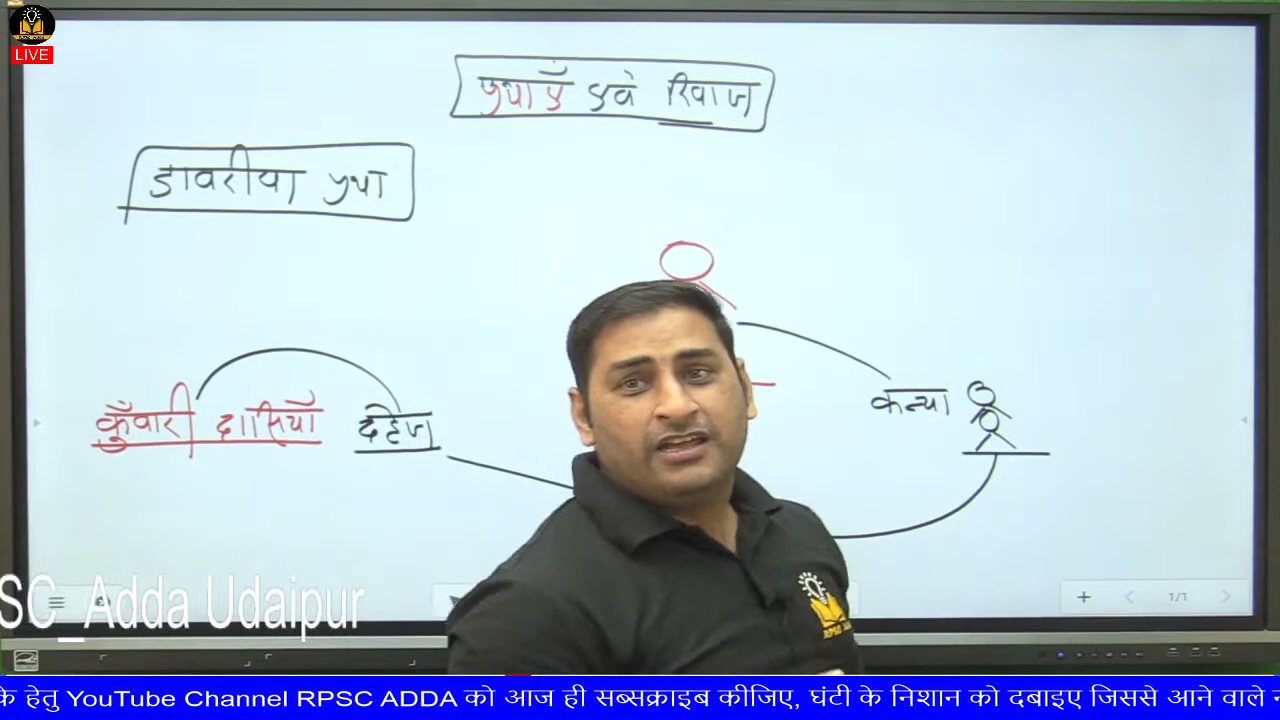 LIVE
प्रथाएँ एवं रिवाज
डावरीया प्रथा
कन्या
कुँवारी दासियाँ दहेज
SC_Adda Udaipur
1/1
के हेतु YouTube Channel RPSC ADDA को आज ही सब्सक्राइब कीजिए, घंटी के निशान को दबाइए जिससे आने वाले